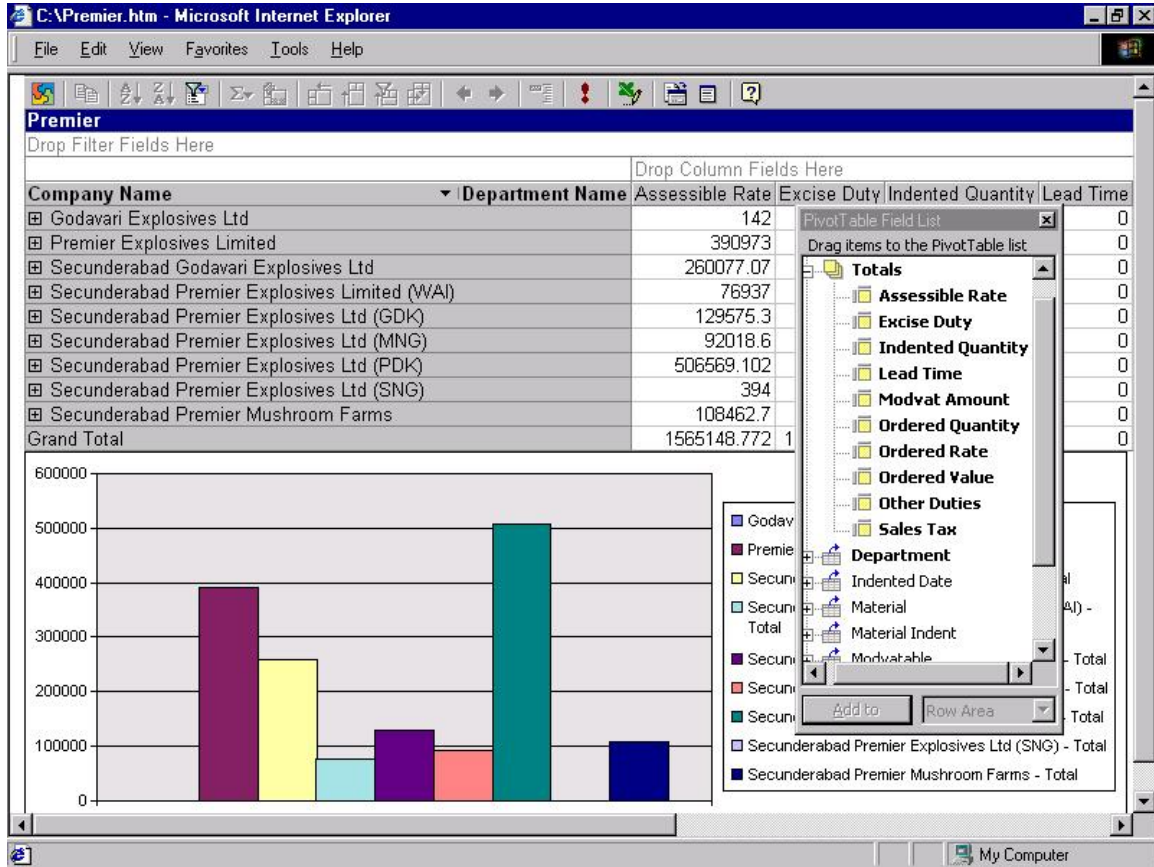 C:\Premier.htm - Microsoft Internet Explorer
File Edit View Favorites Tools Help
Premier
Drop Filter Fields Here
Drop Column Fields Here
Company Name Department Name Assessible Rate Excise Duty Indented Quantity Lead Time
Godavari Explosives Ltd 142 0
Premier Explosives Limited 390973 0
Secunderabad Godavari Explosives Ltd 260077.07 0
Secunderabad Premier Explosives Limited (WAI) 76937 0
Secunderabad Premier Explosives Ltd (GDK) 129575.3 0
Secunderabad Premier Explosives Ltd (MNG) 92018.6 0
Secunderabad Premier Explosives Ltd (PDK) 506569.102 0
Secunderabad Premier Explosives Ltd (SNG) 394 0
Secunderabad Premier Mushroom Farms 108462.7 0
Grand Total 1565148.772 1 0
PivotTable Field List
Drag items to the PivotTable list
Totals
Assessible Rate
Excise Duty
Indented Quantity
Lead Time
Modvat Amount
Ordered Quantity
Ordered Rate
Ordered Value
Other Duties
Sales Tax
Department
Indented Date
Material
Material Indent
Modvatable
Add to Row Area
600000
500000
400000
300000
200000
100000
0
Godav
Premie
Secun al
Secun AI) -
Total
Secun - Total
Secun - Total
Secun Total
Secunderabad Premier Explosives Ltd (SNG) - Total
Secunderabad Premier Mushroom Farms - Total
My Computer